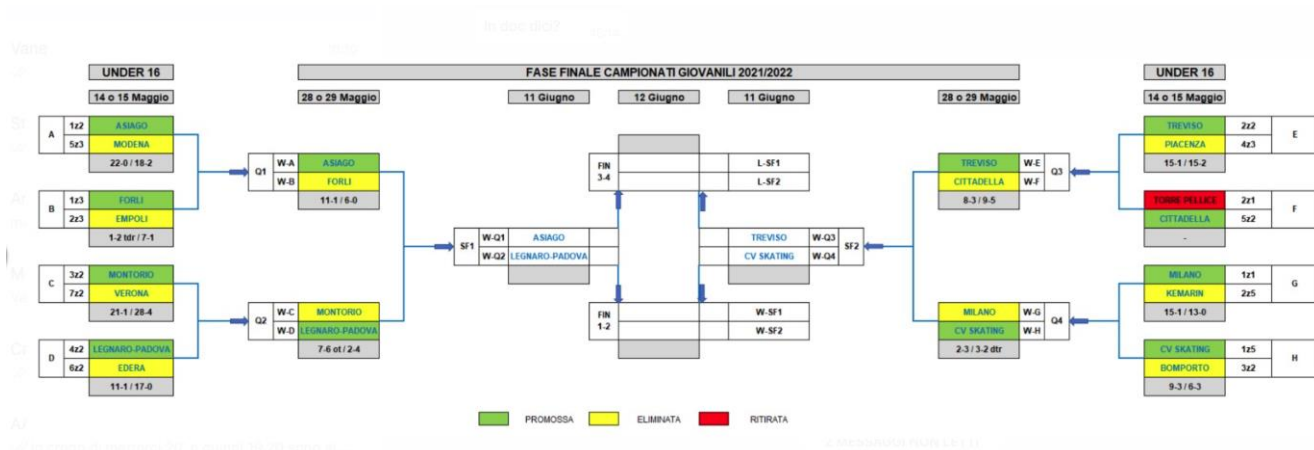 UNDER 16
FASE FINALE CAMPIONATI GIOVANILI 2021/2022
UNDER 16
14 o 15 Maggio
28 o 29 Maggio
11 Giugno
12 Giugno
11 Giugno
28 o 29 Maggio
14 o 15 Maggio
A
1z2 ASIAGO
5z3 MODENA
22-0 / 18-2
B
1z3 FORLI
2z3 EMPOLI
1-2 tdr / 7-1
C
3z2 MONTORIO
7z2 VERONA
21-1 / 28-4
D
4z2 LEGNARO-PADOVA
6z2 EDERA
11-1 / 17-0
Q1
W-A ASIAGO
W-B FORLI
11-1 / 6-0
Q2
W-C MONTORIO
W-D LEGNARO-PADOVA
7-6 ot / 2-4
SF1
W-Q1 ASIAGO
W-Q2 LEGNARO-PADOVA
FIN 3-4
L-SF1
L-SF2
FIN 1-2
W-SF1
W-SF2
TREVISO W-Q3
CV SKATING W-Q4
SF2
TREVISO W-E
CITTADELLA W-F
Q3
8-3 / 9-5
MILANO W-G
CV SKATING W-H
Q4
2-3 / 3-2 dtr
TREVISO 2z2
PIACENZA 4z3
E
15-1 / 15-2
TORRE PELLICE 2z1
CITTADELLA 5z2
F
-
MILANO 1z1
KEMARIN 2z5
G
15-1 / 13-0
CV SKATING 1z5
BOMPORTO 3z2
H
9-3 / 6-3
PROMOSSA
ELIMINATA
RITIRATA